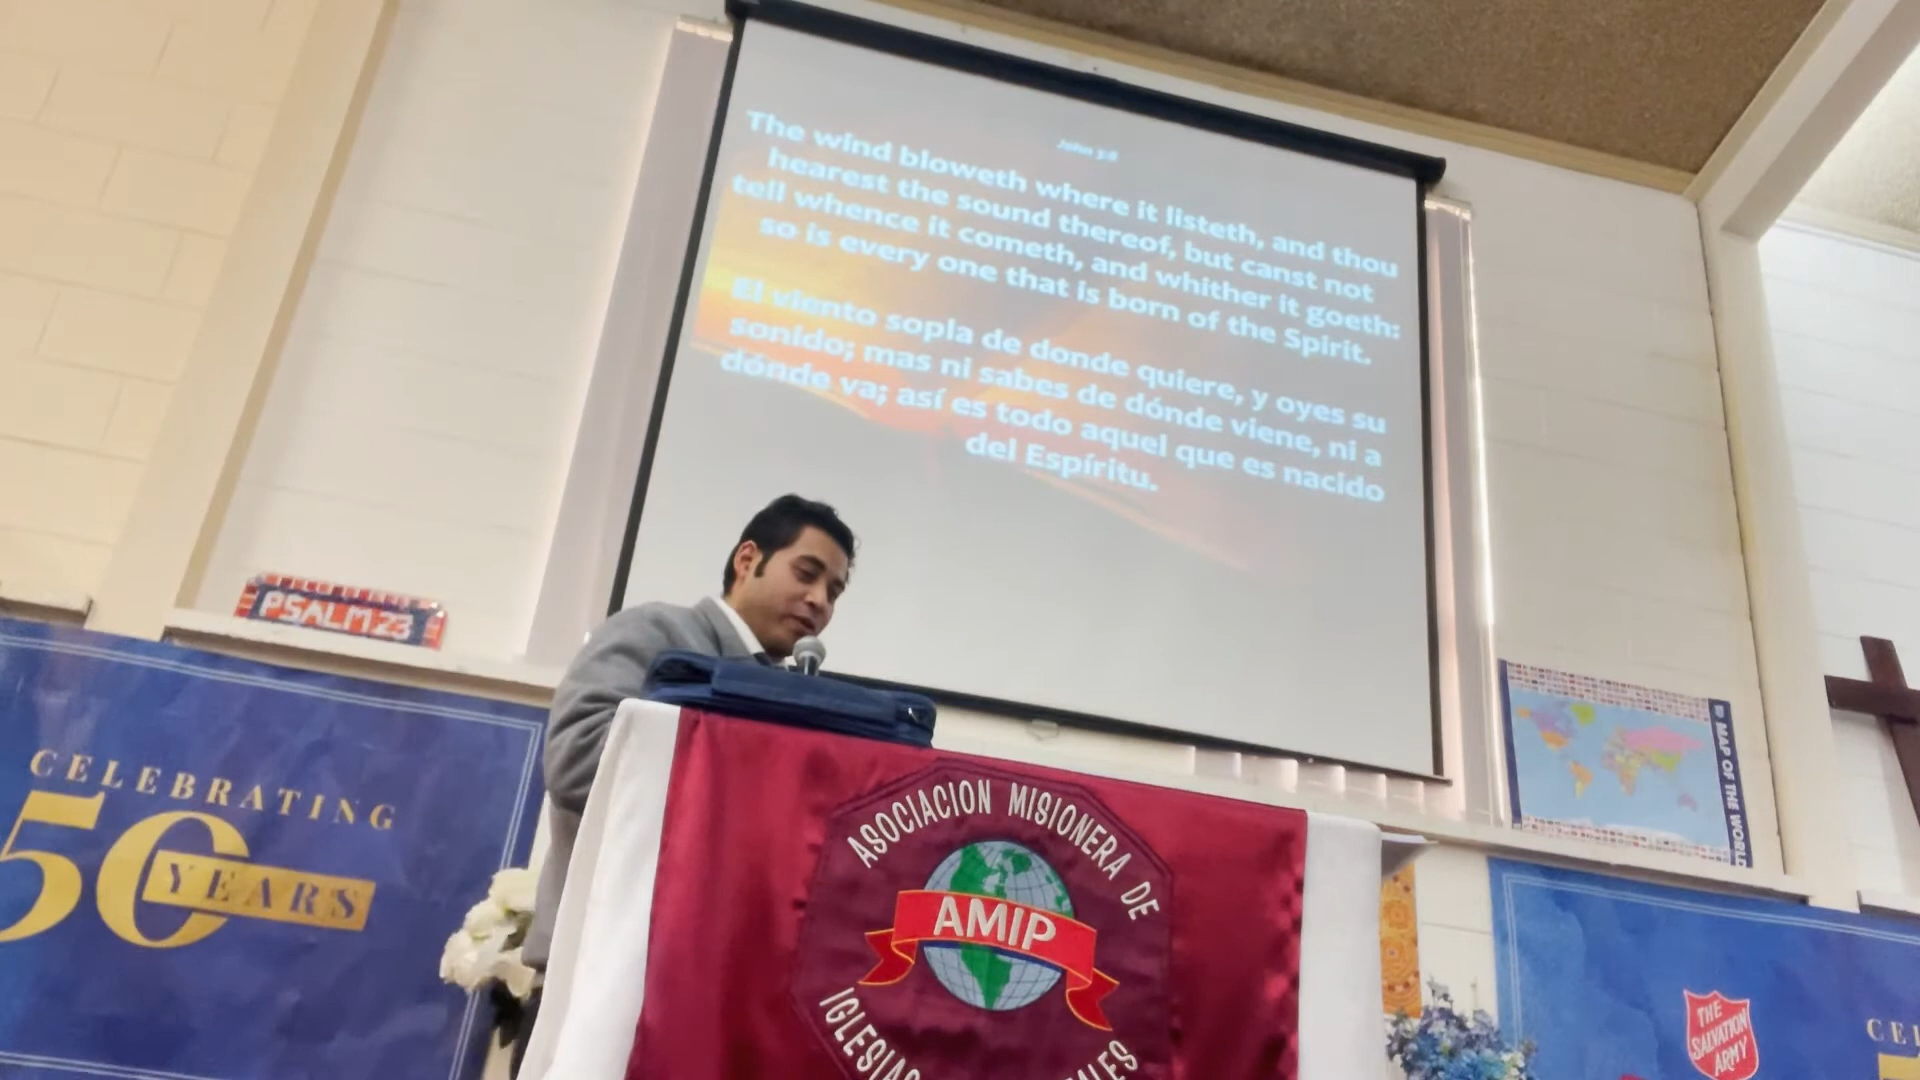 John 3:8
The wind bloweth where it listeth, and thou
hearest the sound thereof, but canst not
tell whence it cometh, and whither it goeth:
so is every one that is born of the Spirit.
El viento sopla de donde quiere, y oyes su
sonido; mas ni sabes de dónde viene, ni a
dónde va; así es todo aquel que es nacido
del Espíritu.
PSALM 23
CELEBRATING
50
YEARS
ASOCIACION MISIONERA DE
AMIP
MAP OF THE WORLD
THE
SALVATION
ARMY